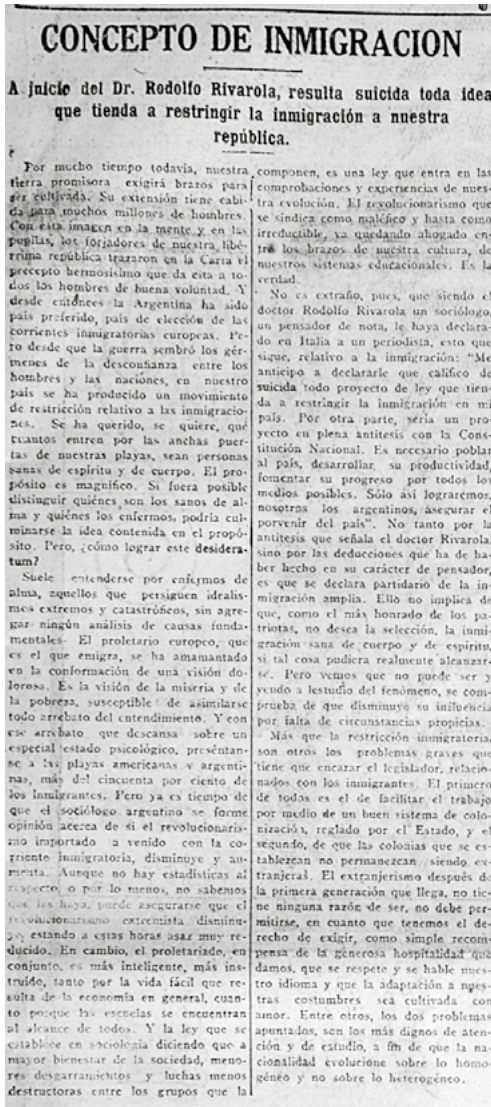 CONCEPTO DE INMIGRACION
A juicio del Dr. Rodolfo Rivarola, resulta suicida toda idea
que tienda a restringir la inmigración a nuestra
república.
Por mucho tiempo todavía, nuestra
tierra promisora exigirá brazos para
ser cultivada. Su extensión tiene cabi-
da para muchos millones de hombres.
Con esta imagen en la mente y en las
pupilas, los forjadores de nuestra libé-
rrima república trazaron en la Carta el
precepto hermosísimo que da cita a to-
dos los hombres de buena voluntad. Y
desde entónces la Argentina ha sido
país preferido, país de elección de las
corrientes inmigratorias europeas. Pe-
ro desde que la guerra sembró los gér-
menes de la desconfianza entre los
hombres y las naciones, en nuestro
país se ha producido un movimiento
de restricción relativo a las inmigracio-
nes. Se ha querido, se quiere, que
cuautos entren por las anchas puer-
tas de nuestras playas, sean personas
sanas de espíritu y de cuerpo. El pro-
pósito es magnífico. Si fuera posible
distinguir quiénes son los sanos de al-
ma y quiénes los enfermos, podría cul-
minarse la idea contenida en el propó-
sito. Pero, ¿cómo lograr este desidera-
tum?
Suele entenderse por enfermos de
alma, aquellos que persiguen idealis-
mos extremos y catastróficos, sin agre-
gar ningún análisis de causas funda-
mentales. El proletario europeo, que
es el que emigra, se ha amamantado
en la conformación de una visión do-
lorosa. Es la visión de la miseria y de
la pobreza, susceptible de asimilarse
todo arrebato del entendimiento. Y con
ese arrebato que descansa sobre un
especial estado psicológico, preséntan-
se a las playas americanas y argenti-
nas, más del cincuenta por ciento de
los inmigrantes. Pero ya es tiempo de
que el sociólogo argentino se forme
opinión acerca de si el revolucionaris-
mo importado a venido con la co-
rriente inmigratoria, disminuye y au-
menta. Aunque no hay estadísticas al
respecto, o por lo menos, no sabemos
que las haya, puede asegurarse que el
revolucionarismo extremista disminu-
ye, estando a estas horas asaz muy re-
ducido. En cambio, el proletariado, en
conjunto, es más inteligente, más ins-
truído, tanto por la vida fácil que re-
sulta de la economía en general, cuan-
to porque las escuelas se encuentran
al alcance de todos. Y la ley que se
establece en sociología diciendo que a
mayor bienestar de la sociedad, meno-
res desgarramientos y luchas menos
destructoras entre los grupos que la
componen, es una ley que entra en las
comprobaciones y experiencias de nues-
tra evolución. El revolucionarismo que
se sindica como maléfico y hasta como
irreductible, va quedando ahogado en-
tre los brazos de nuestra cultura, de
nuestros sistemas educacionales. Es la
verdad.
No es extraño, pues, que siendo el
doctor Rodolfo Rivarola un sociólogo,
un pensador de nota, le haya declara-
do en Italia a un periodista, esto que
sigue, relativo a la inmigración: "Me
anticipo a declararle que califico de
suicida todo proyecto de ley que tien-
da a restringir la inmigración en mi
país. Por otra parte, sería un pro-
yecto en plena antítesis con la Cons-
titución Nacional. Es necesario poblar
al país, desarrollar su productividad,
fomentar su progreso por todos los
medios posibles. Sólo ási lograremos,
nosotros los argentinos, asegurar el
porvenir del país". No tanto por la
antítesis que señala el doctor Rivarola,
sino por las deducciones que ha de ha-
ber hecho en su carácter de pensador,
es que se declara partidario de la in-
migración amplia. Ello no implica de
que, como el más honrado de los pa-
triotas, no desea la selección, la inmi-
gración sana de cuerpo y de espíritu,
si tal cosa pudiera realmente alcanzar-
se. Pero vemos que no puede ser y
yendo a lestudio del fenómeno, se com-
prueba de que disminuye su influencia
por falta de circunstancias propicias.
Más que la restricción inmigratoria,
son otros los problemas graves que
tiene que encarar el legislador, relacio-
nados con los inmigrantes. El primero
de todas es el de facilitar el trabajo
por medio de un buen sistema de colo-
nización, reglado por el Estado, y el
segundo, de que las colonias que se es-
tablezcan no permanezcan siendo ex-
tranjeras. El extranjerismo después de
la primera generación que llega, no tie-
ne ninguna razón de ser, no debe per-
mitirse, en cuanto que tenemos el de-
recho de exigir, como simple recom-
pensa de la generosa hospitalidad que
damos, que se respete y se hable nues-
tro idioma y que la adaptación a nues-
tras costumbres sea cultivada con
amor. Entre otros, los dos problemas
apuntados, son los más dignos de aten-
ción y de estudio, a fin de que la na-
cionalidad evolucione sobre lo homo-
géneo y no sobre lo heterogéneo.